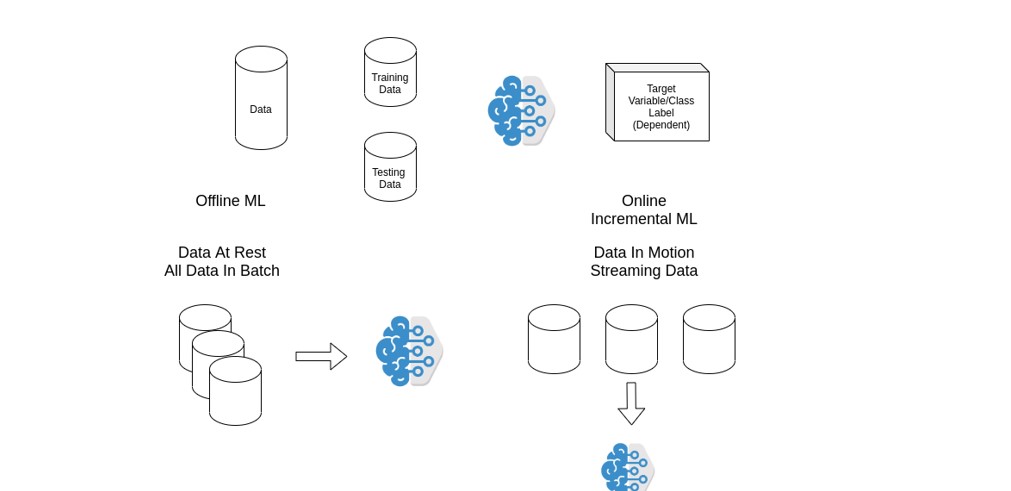 Data
Training
Data
Testing
Data
Target
Variable/Class
Label
(Dependent)
Offline ML
Online
Incremental ML
Data At Rest
All Data In Batch
Data In Motion
Streaming Data